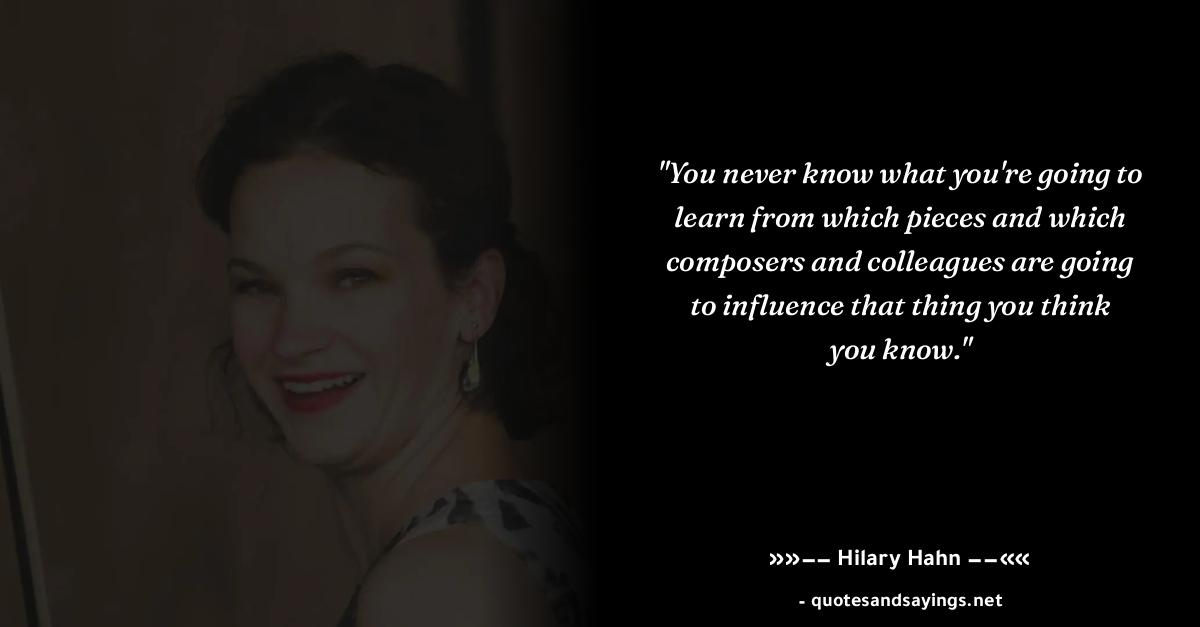 "You never know what you're going to
learn from which pieces and which
composers and colleagues are going
to influence that thing you think
you know."
»»–– Hilary Hahn ––««
- quotesandsayings.net